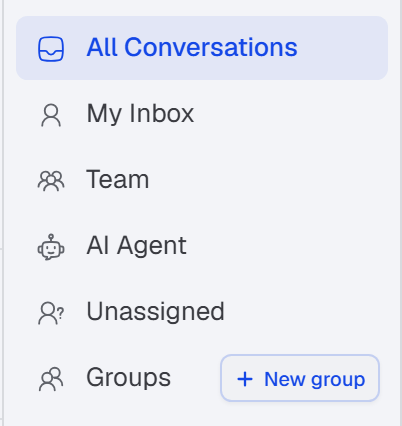 All Conversations
My Inbox
Team
AI Agent
Unassigned
Groups
+ New group